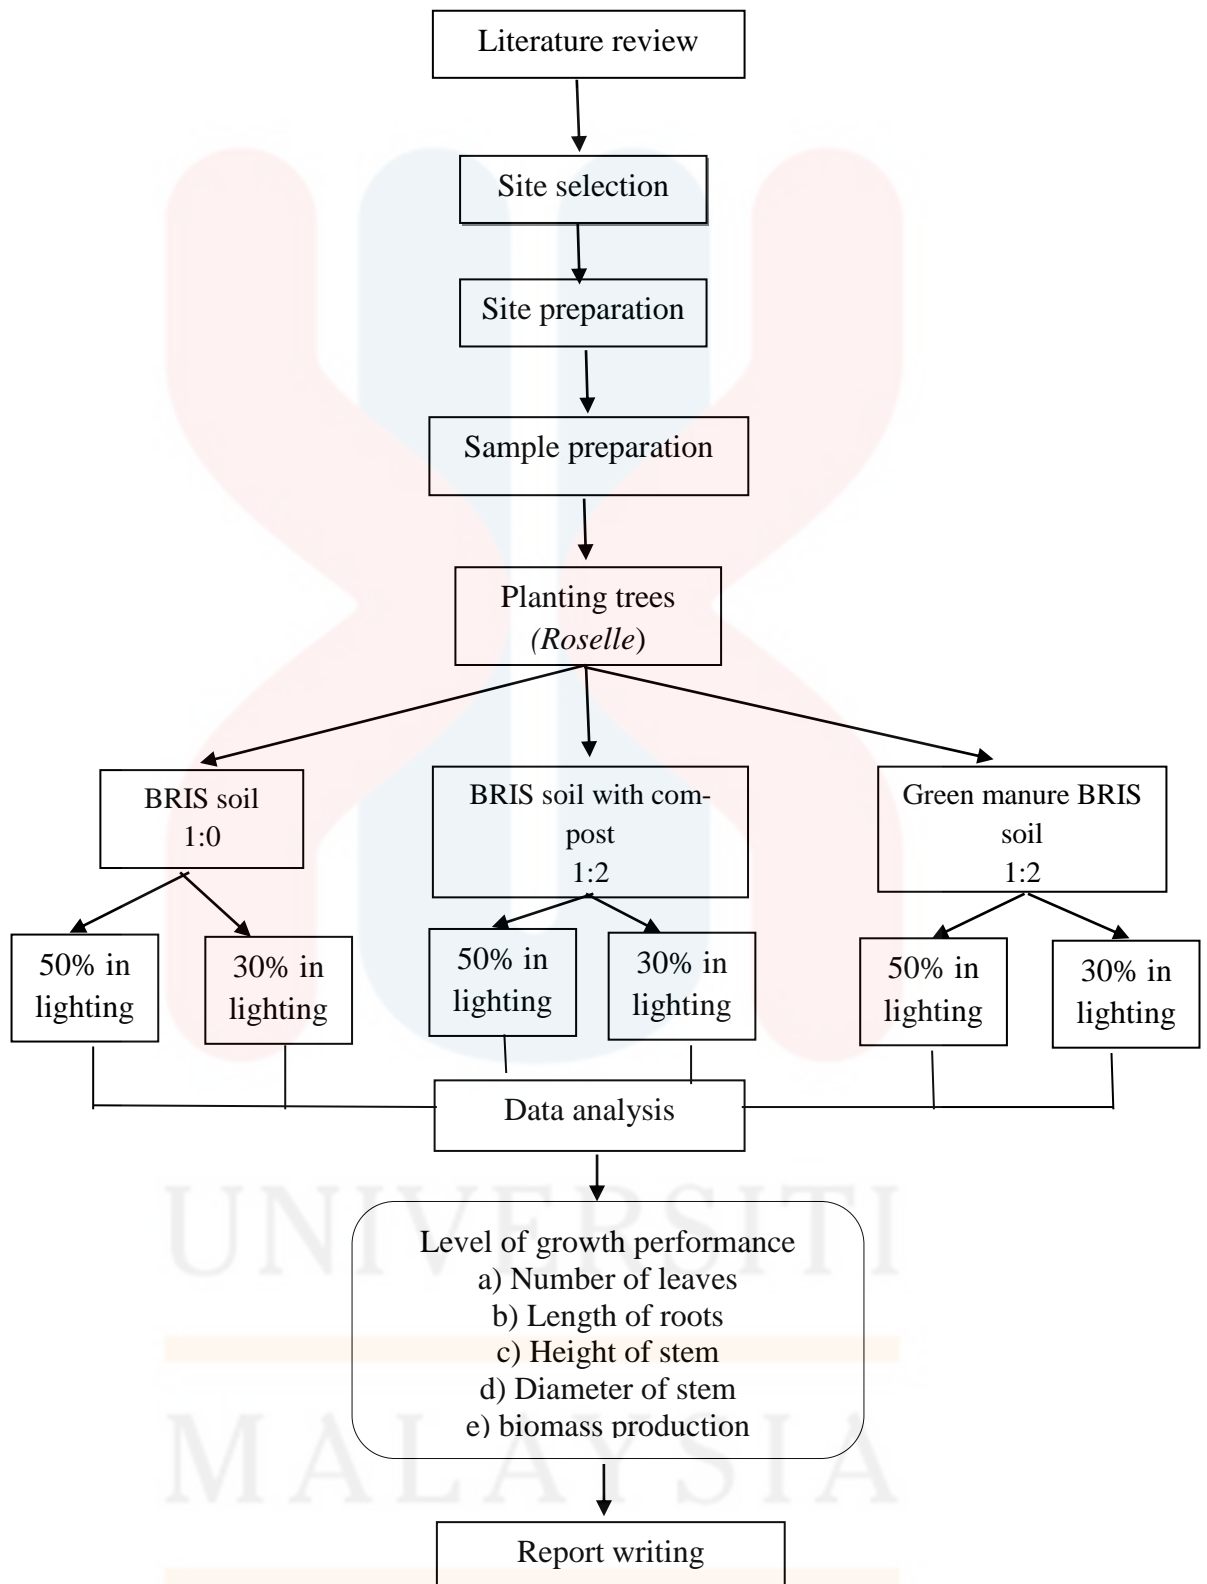 Literature review
Site selection
Site preparation
Sample preparation
Planting trees
(Roselle)
BRIS soil
1:0
BRIS soil with com-
post
1:2
Green manure BRIS
soil
1:2
50% in
lighting
30% in
lighting
50% in
lighting
30% in
lighting
50% in
lighting
30% in
lighting
Data analysis
Level of growth performance
a) Number of leaves
b) Length of roots
c) Height of stem
d) Diameter of stem
e) biomass production
Report writing
UNIVERSITI
MALAYSIA